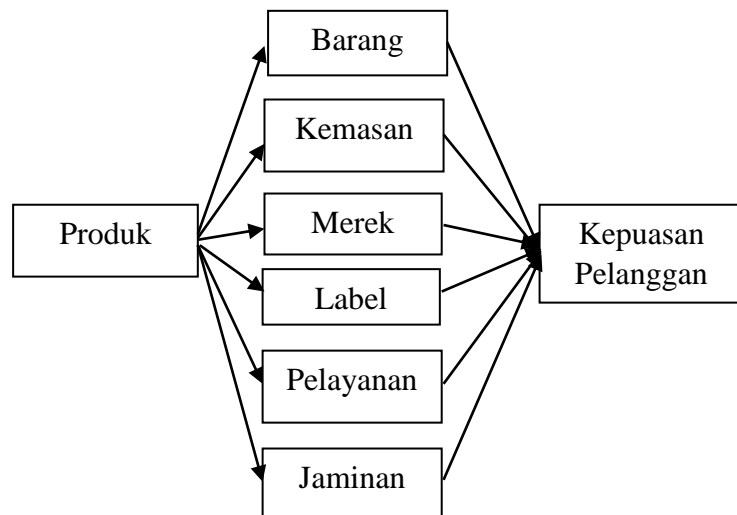 Barang
Kemasan
Merek
Produk
Kepuasan
Pelanggan
Label
Pelayanan
Jaminan